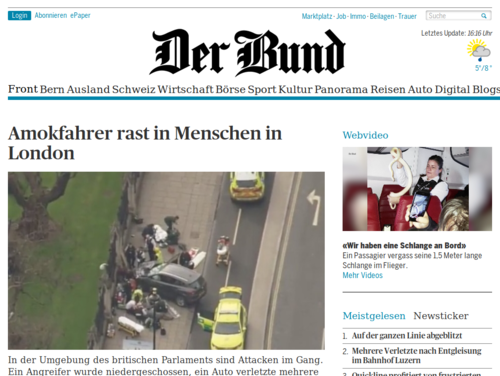 Login Abonnieren ePaper
Marktplatz · Job · Immo · Beilagen · Trauer
Suche
Letztes Update: 16:16 Uhr
Der Bund
5°/8°
Front Bern Ausland Schweiz Wirtschaft Börse Sport Kultur Panorama Reisen Auto Digital Blogs
Amokfahrer rast in Menschen in
London
In der Umgebung des britischen Parlaments sind Attacken im Gang.
Ein Angreifer wurde niedergeschossen, ein Auto verletzte mehrere
Webvideo
«Wir haben eine Schlange an Bord»
Ein Passagier vergass seine 1,5 Meter lange
Schlange im Flieger.
Mehr Videos
Meistgelesen Newsticker
1. Auf der ganzen Linie abgeblitzt
2. Mehrere Verletzte nach Entgleisung
im Bahnhof Luzern
3. Quickline profitiert von frustrierten